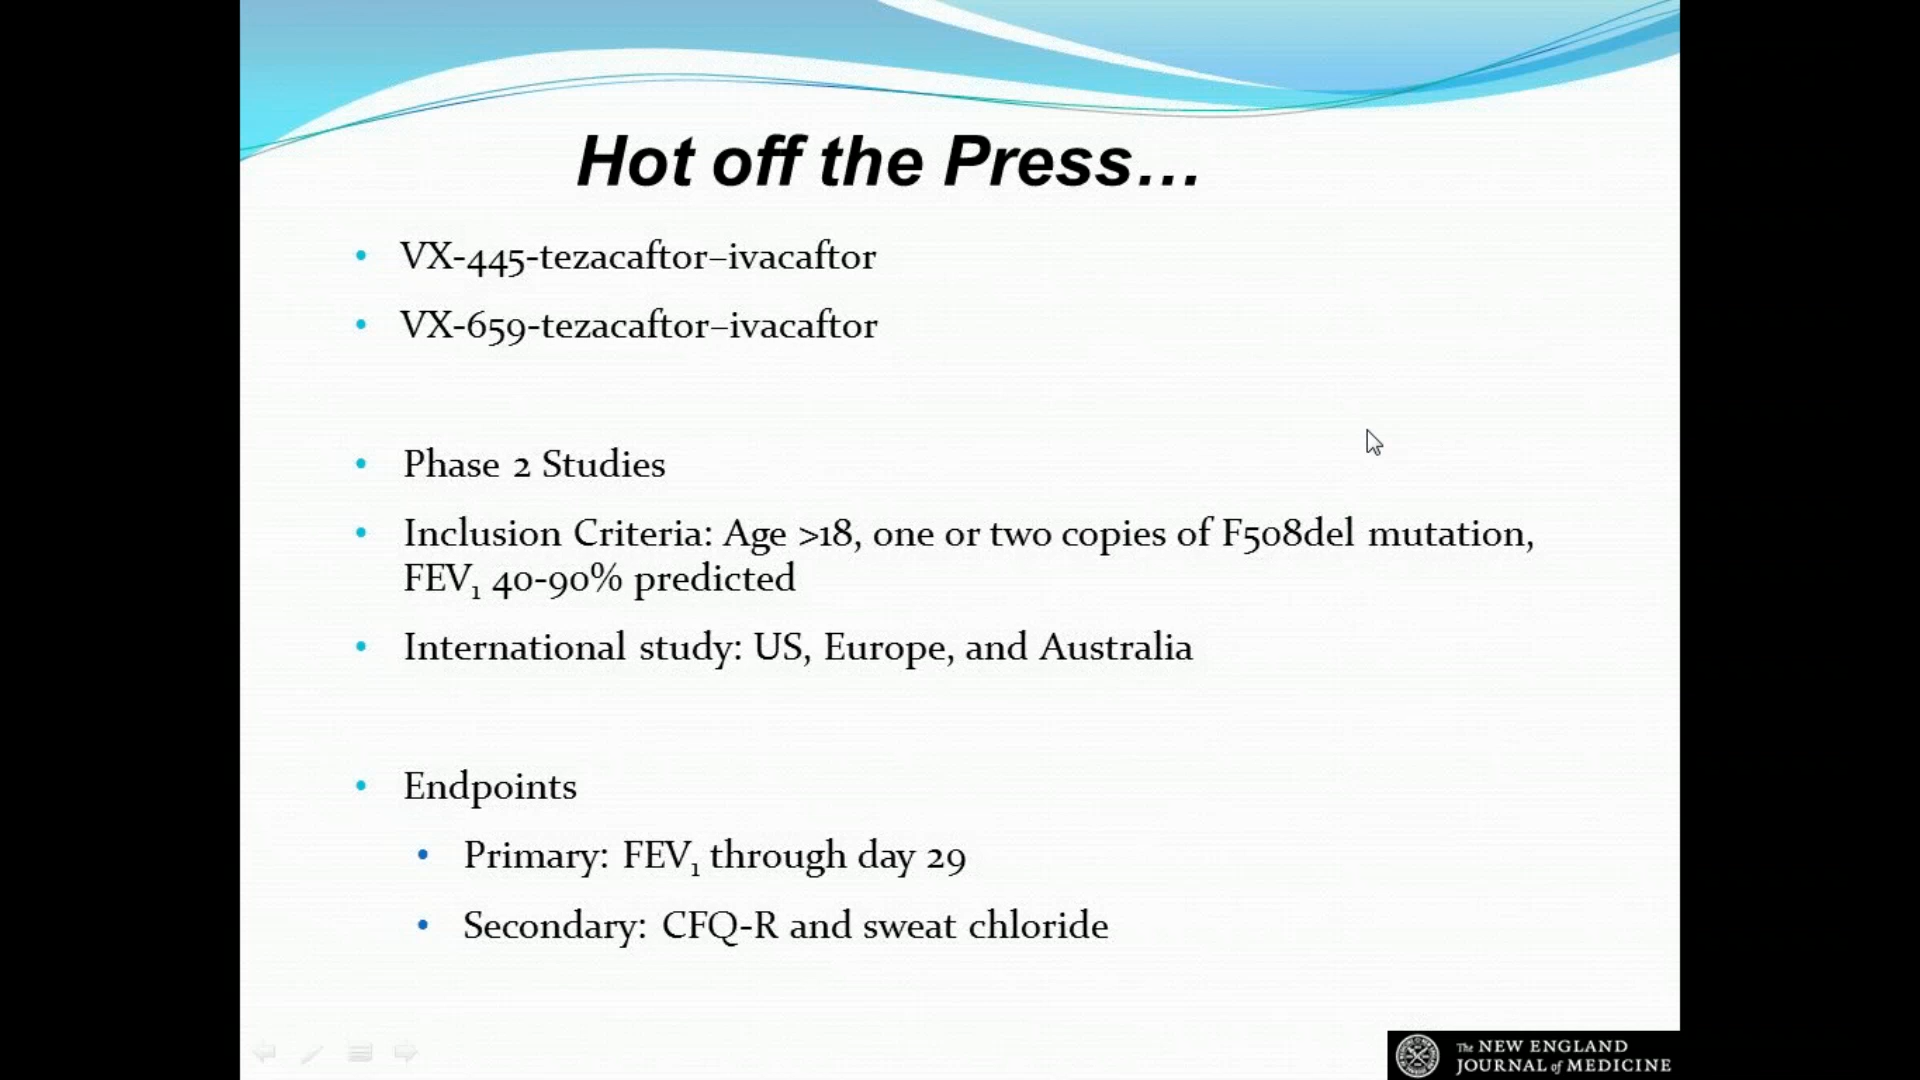 Hot off the Press…
• VX-445-tezacaftor–ivacaftor
• VX-659-tezacaftor–ivacaftor
• Phase 2 Studies
• Inclusion Criteria: Age >18, one or two copies of F508del mutation,
FEV₁ 40-90% predicted
• International study: US, Europe, and Australia
• Endpoints
• Primary: FEV₁ through day 29
• Secondary: CFQ-R and sweat chloride
The NEW ENGLAND
JOURNAL of MEDICINE